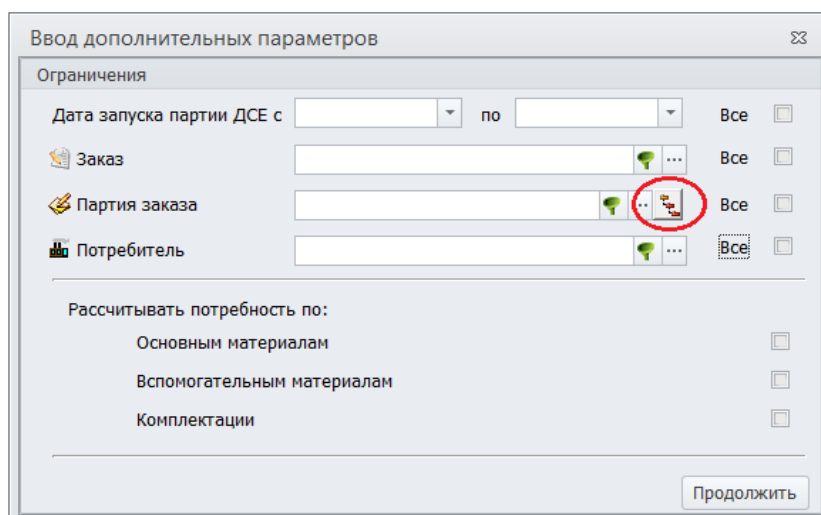 Ввод дополнительных параметров
Ограничения
Дата запуска партии ДСЕ с по Все
Заказ ... Все
Партия заказа .. Все
Потребитель ... Все
Рассчитывать потребность по:
Основным материалам
Вспомогательным материалам
Комплектации
Продолжить